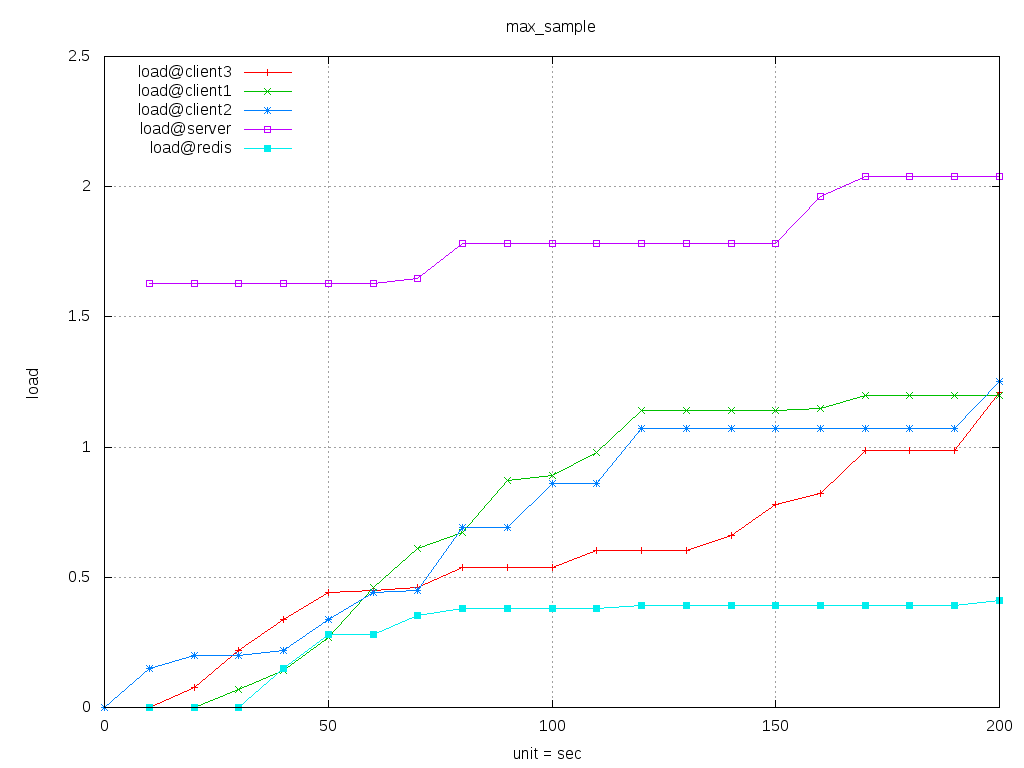 max_sample
load@client3
load@client1
load@client2
load@server
load@redis
2.5
2
1.5
1
0.5
0
load
0 50 100 150 200
unit = sec